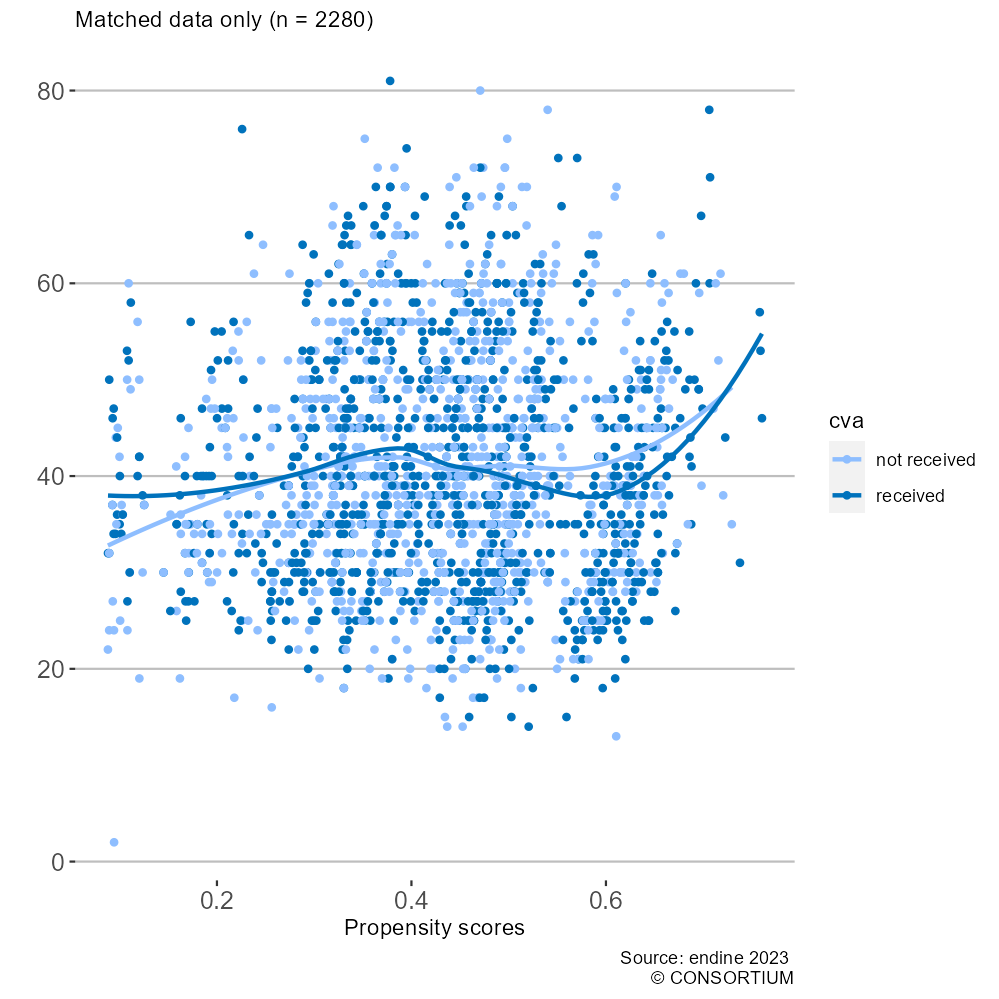 Matched data only (n = 2280)
80
60
40
20
0
0.2 0.4 0.6
Propensity scores
cva
not received
received
Source: endine 2023
© CONSORTIUM